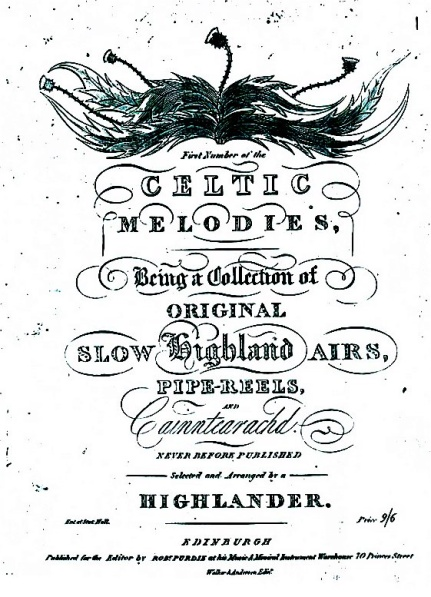 First Number of the
CELTIC
MELODIES,
Being a Collection of
ORIGINAL
SLOW Highland AIRS,
PIPE-REELS,
AND
Cainntearachd.
NEVER BEFORE PUBLISHED
Selected and Arranged by a
HIGHLANDER.
Ent. at Stat. Hall.
Price 9/6
EDINBURGH
Published for the Editor by ROBT. PURDIE at his Music & Musical Instrument Warehouse 70 Princes Street
Walker & Anderson